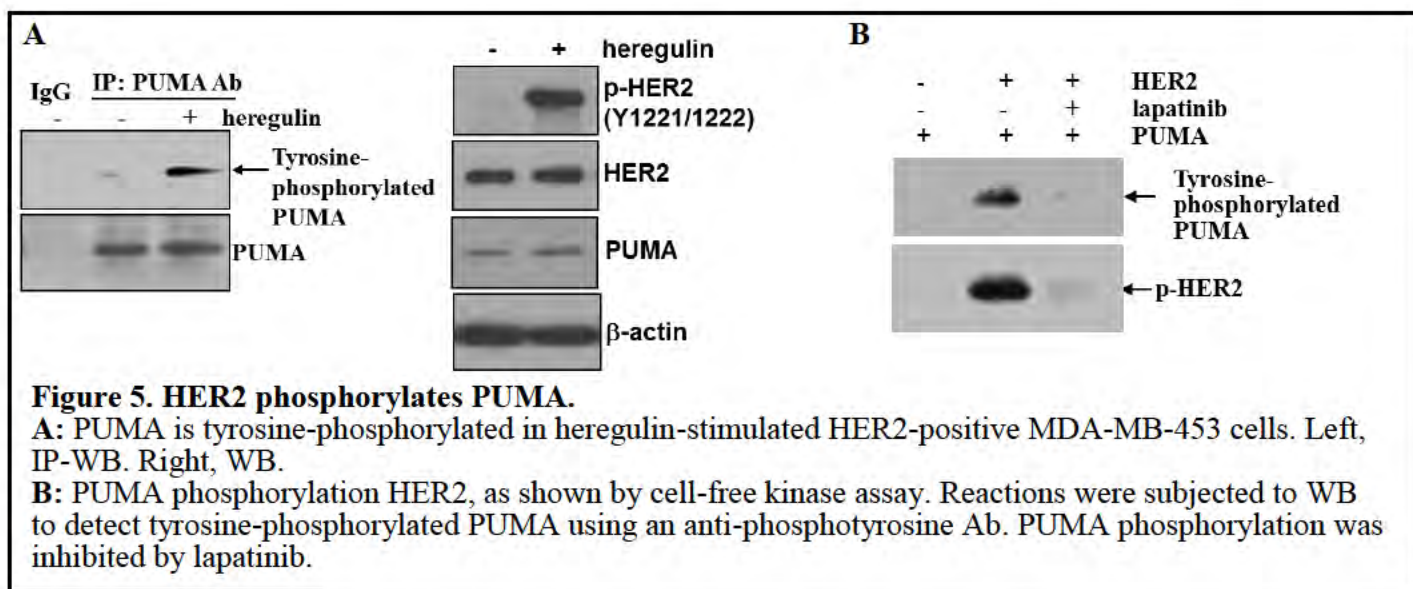 A
IgG IP: PUMA Ab
- - + heregulin
Tyrosine-
phosphorylated
PUMA
PUMA
- + heregulin
p-HER2
(Y1221/1222)
HER2
PUMA
β-actin
B
- + + HER2
- - + lapatinib
+ + + PUMA
Tyrosine-
phosphorylated
PUMA
p-HER2
Figure 5. HER2 phosphorylates PUMA.
A: PUMA is tyrosine-phosphorylated in heregulin-stimulated HER2-positive MDA-MB-453 cells. Left,
IP-WB. Right, WB.
B: PUMA phosphorylation HER2, as shown by cell-free kinase assay. Reactions were subjected to WB
to detect tyrosine-phosphorylated PUMA using an anti-phosphotyrosine Ab. PUMA phosphorylation was
inhibited by lapatinib.